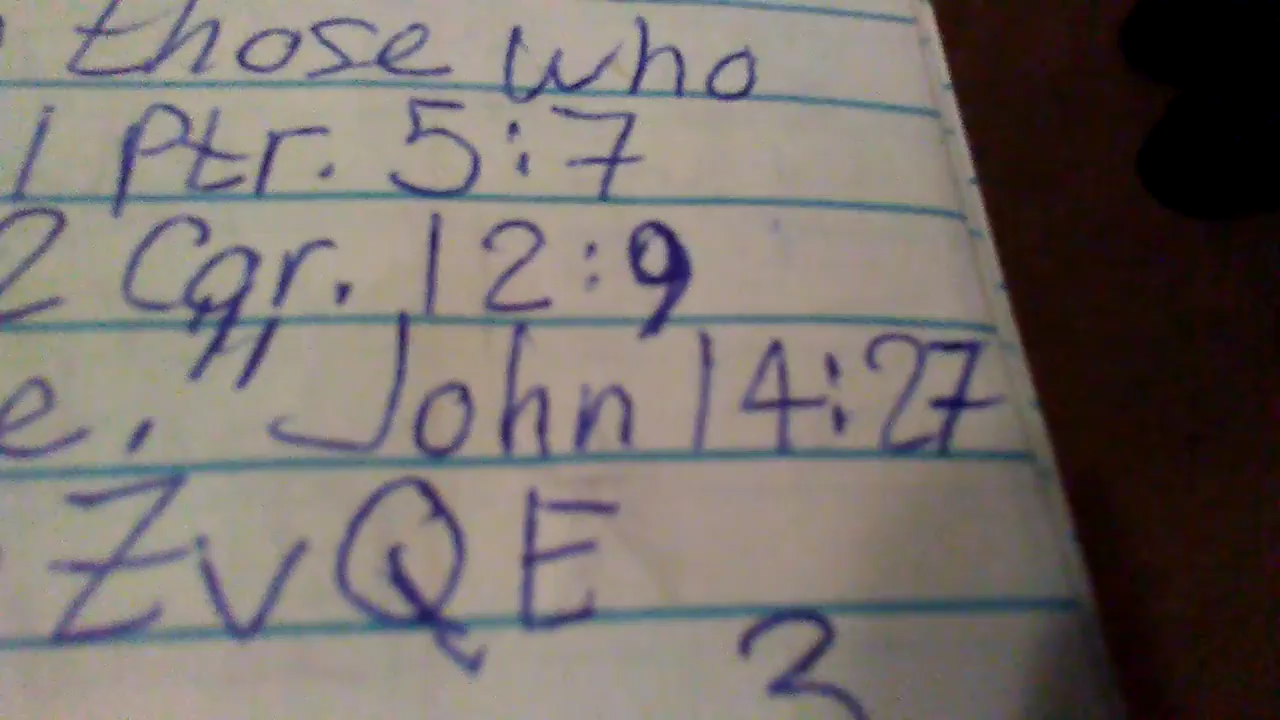 those who
1 Ptr. 5:7
2 Cor. 12:9
e." John 14:27
ZvQE
2